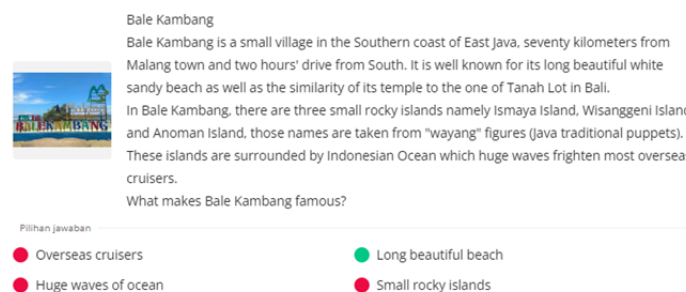 Bale Kambang
Bale Kambang is a small village in the Southern coast of East Java, seventy kilometers from
Malang town and two hours' drive from South. It is well known for its long beautiful white
sandy beach as well as the similarity of its temple to the one of Tanah Lot in Bali.
BALEKAMBANG
In Bale Kambang, there are three small rocky islands namely Ismaya Island, Wisanggeni Island
and Anoman Island, those names are taken from "wayang" figures (Java traditional puppets).
These islands are surrounded by Indonesian Ocean which huge waves frighten most oversea
cruisers.
What makes Bale Kambang famous?
Pilihan jawaban
Overseas cruisers
Long beautiful beach
Huge waves of ocean
Small rocky islands